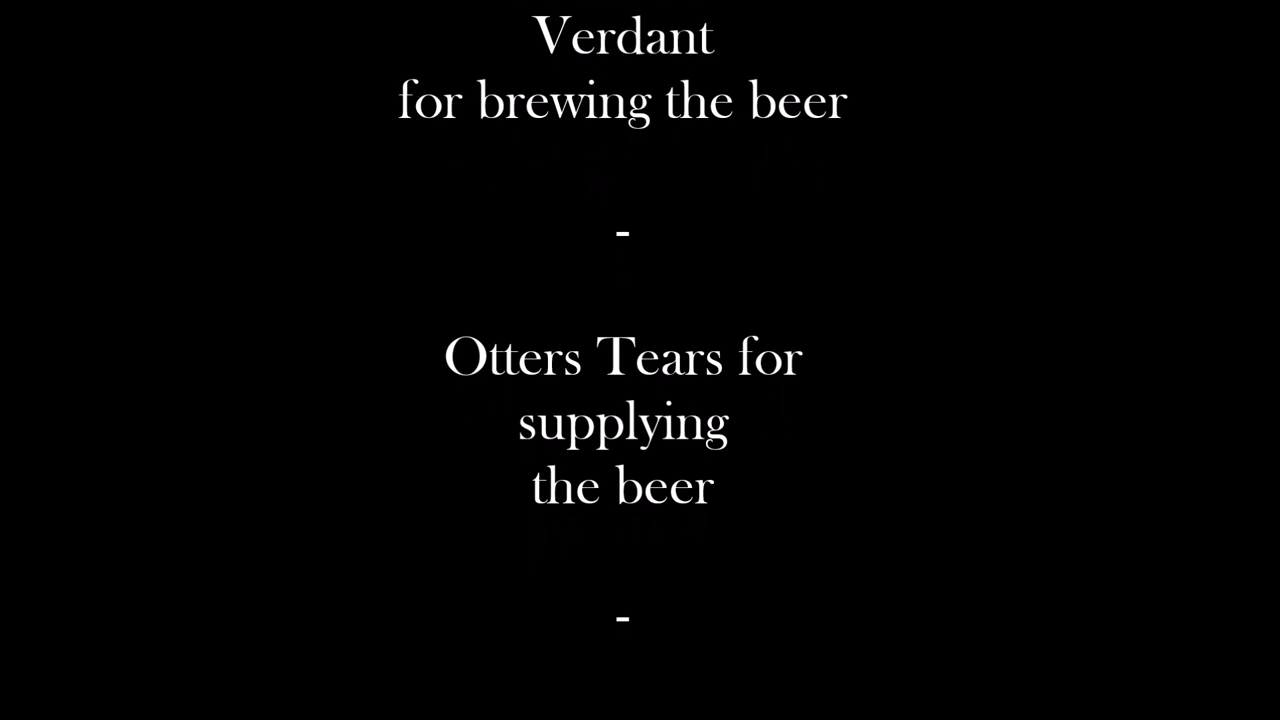 Verdant
for brewing the beer
-
Otters Tears for
supplying
the beer
-